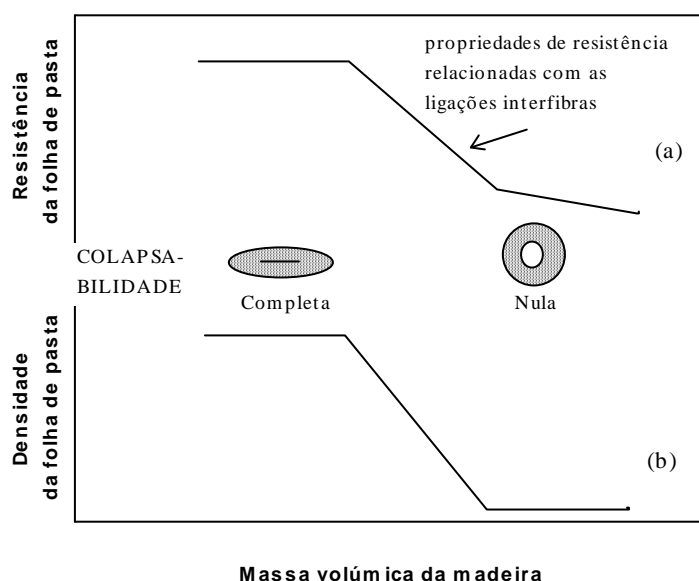 Resistência
da folha de pasta
propriedades de resistência
relacionadas com as
ligações interfibras
(a)
COLAPSA-
BILIDADE
Completa
Nula
Densidade
da folha de pasta
(b)
Massa volúmica da madeira